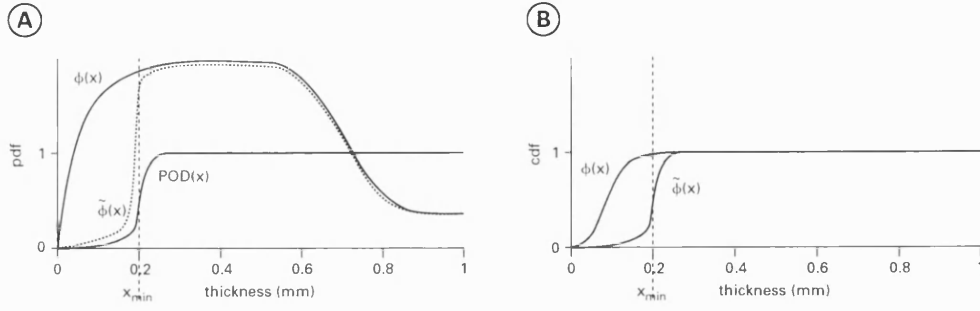 A
B
ϕ(x)
pdf
1
POD(x)
ϕ̃(x)
0
0 0.2 0.4 0.6 0.8 1
x_min thickness (mm)
cdf
1
ϕ(x)
ϕ̃(x)
0
0 0.2 0.4 0.6 0.8 1
x_min thickness (mm)